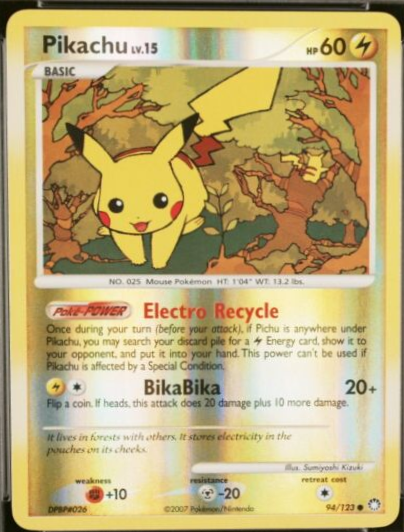 Pikachu LV.15 HP 60
BASIC
NO. 025 Mouse Pokémon HT: 1'04" WT: 13.2 lbs.
Poké-POWER Electro Recycle
Once during your turn (before your attack), if Pichu is anywhere under
Pikachu, you may search your discard pile for a Energy card, show it to
your opponent, and put it into your hand. This power can't be used if
Pikachu is affected by a Special Condition.
BikaBika 20+
Flip a coin. If heads, this attack does 20 damage plus 10 more damage.
It lives in forests with others. It stores electricity in the
pouches on its cheeks.
Illus. Sumiyoshi Kizuki
weakness resistance retreat cost
+10 -20
DPBP#026 ©2007 Pokémon/Nintendo 94/123